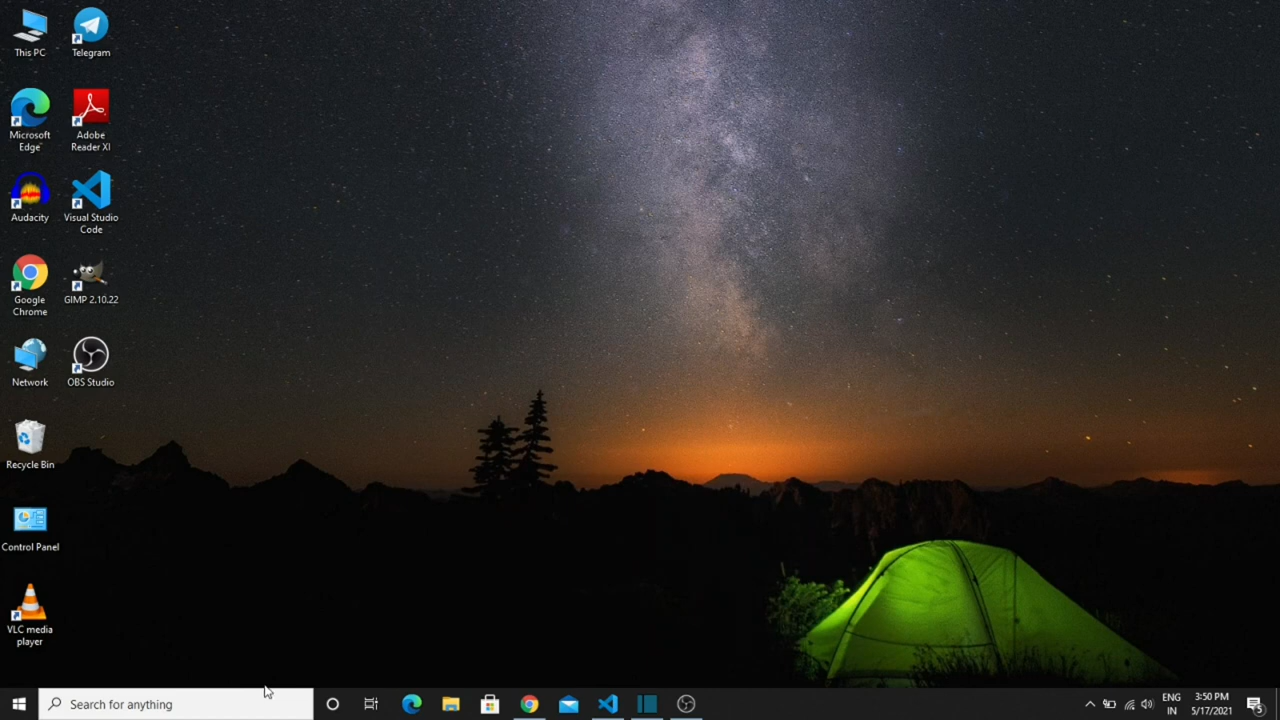 This PC
Telegram
Microsoft
Edge
Adobe
Reader XI
Audacity
Visual Studio
Code
Google
Chrome
GIMP 2.10.22
Network
OBS Studio
Recycle Bin
Control Panel
VLC media
player
Search for anything
ENG
IN
3:50 PM
5/17/2021